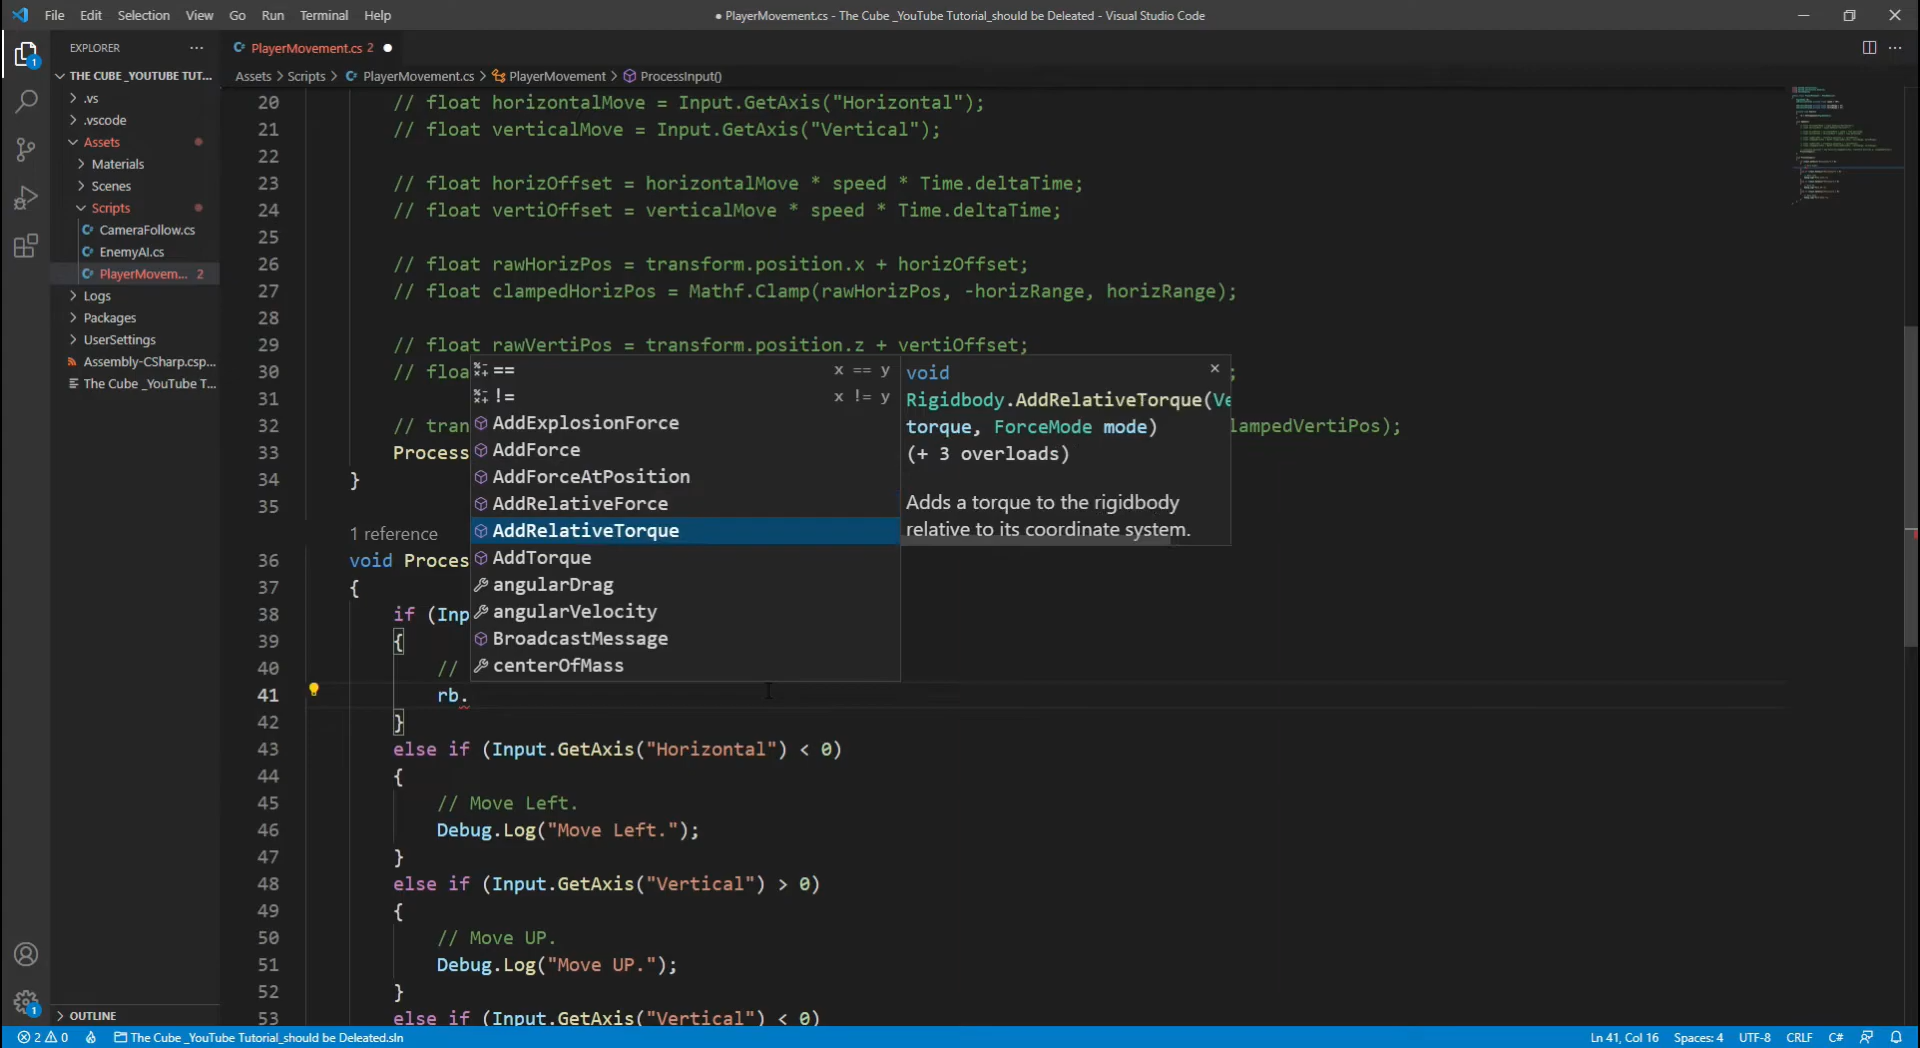 File Edit Selection View Go Run Terminal Help
● PlayerMovement.cs - The Cube _YouTube Tutorial_should be Deleated - Visual Studio Code
EXPLORER
PlayerMovement.cs 2
THE CUBE _YOUTUBE TUT...
Assets > Scripts > PlayerMovement.cs > PlayerMovement > ProcessInput()
.vs
.vscode
Assets
Materials
Scenes
Scripts
CameraFollow.cs
EnemyAI.cs
PlayerMovem... 2
Logs
Packages
UserSettings
Assembly-CSharp.csp...
The Cube _YouTube T...
OUTLINE
1
1
20 // float horizontalMove = Input.GetAxis("Horizontal");
21 // float verticalMove = Input.GetAxis("Vertical");
22
23 // float horizOffset = horizontalMove * speed * Time.deltaTime;
24 // float vertiOffset = verticalMove * speed * Time.deltaTime;
25
26 // float rawHorizPos = transform.position.x + horizOffset;
27 // float clampedHorizPos = Mathf.Clamp(rawHorizPos, -horizRange, horizRange);
28
29 // float rawVertiPos = transform.position.z + vertiOffset;
30 // floa ;
31
32 // tran lampedVertiPos);
33 Process
34 }
35
1 reference
36 void Proces
37 {
38 if (Inp
39 {
40 //
41 rb.
42 }
43 else if (Input.GetAxis("Horizontal") < 0)
44 {
45 // Move Left.
46 Debug.Log("Move Left.");
47 }
48 else if (Input.GetAxis("Vertical") > 0)
49 {
50 // Move UP.
51 Debug.Log("Move UP.");
52 }
53 else if (Input.GetAxis("Vertical") < 0)
== x == y
!= x != y
AddExplosionForce
AddForce
AddForceAtPosition
AddRelativeForce
AddRelativeTorque
AddTorque
angularDrag
angularVelocity
BroadcastMessage
centerOfMass
void
Rigidbody.AddRelativeTorque(Ve
torque, ForceMode mode)
(+ 3 overloads)
Adds a torque to the rigidbody
relative to its coordinate system.
2 0 The Cube _YouTube Tutorial_should be Deleated.sln Ln 41, Col 16 Spaces: 4 UTF-8 CRLF C#